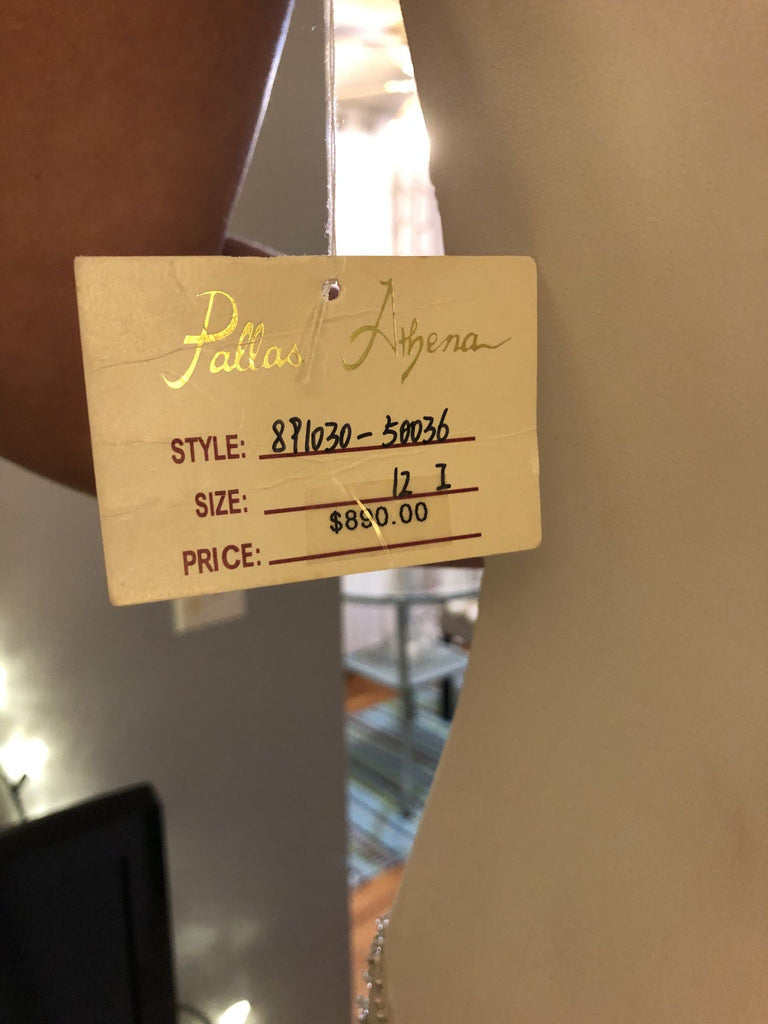 Pallas Athena
STYLE: 891030-50036
SIZE: 12 I
$890.00
PRICE: